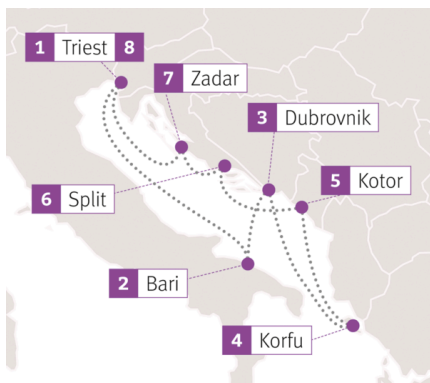 1 Triest 8
7 Zadar
3 Dubrovnik
5 Kotor
6 Split
2 Bari
4 Korfu